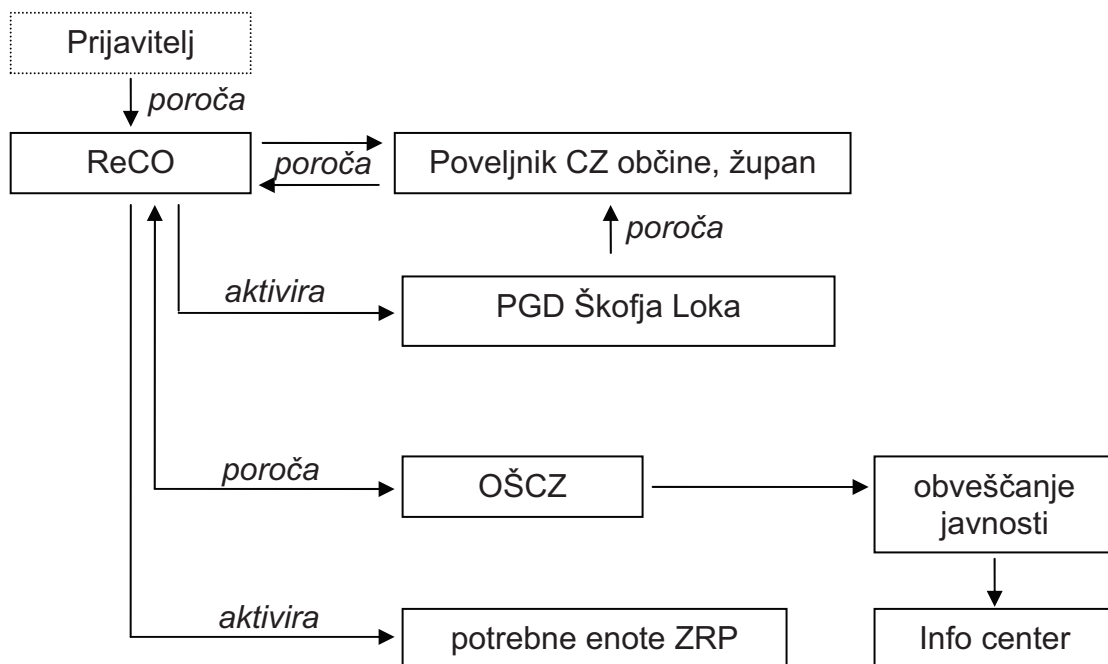 Prijavitelj
poroča
ReCO
poroča
Poveljnik CZ občine, župan
poroča
aktivira
PGD Škofja Loka
poroča
OŠCZ
obveščanje
javnosti
aktivira
potrebne enote ZRP
Info center